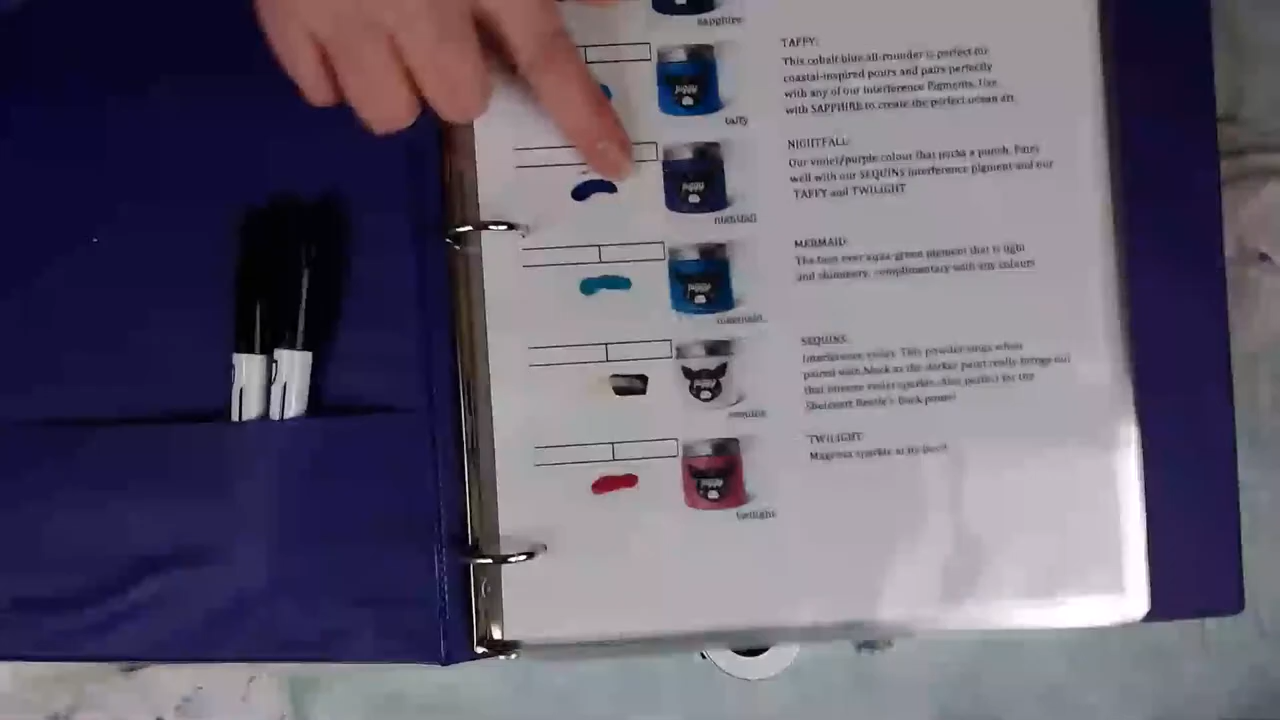 sapphire
TAFFY:
This cobalt blue all-rounder is perfect for
coastal-inspired pours and pairs perfectly
with any of our Interference Pigments. Use
with SAPPHIRE to create the perfect ocean art
taffy
NIGHTFALL:
Our violet/purple colour that packs a punch. Pairs
well with our SEQUINS interference pigment and our
TAFFY and TWILIGHT
nightfall
MERMAID:
The best ever aqua-green pigment that is light
and shimmery, complimentary with any colours
mermaid
SEQUINS:
Interference violet. This powder sings when
paired with black as the darker paint really brings out
that intense violet sparkle. Also perfect for the
sequins
TWILIGHT:
Magenta sparkle at its best!
twilight